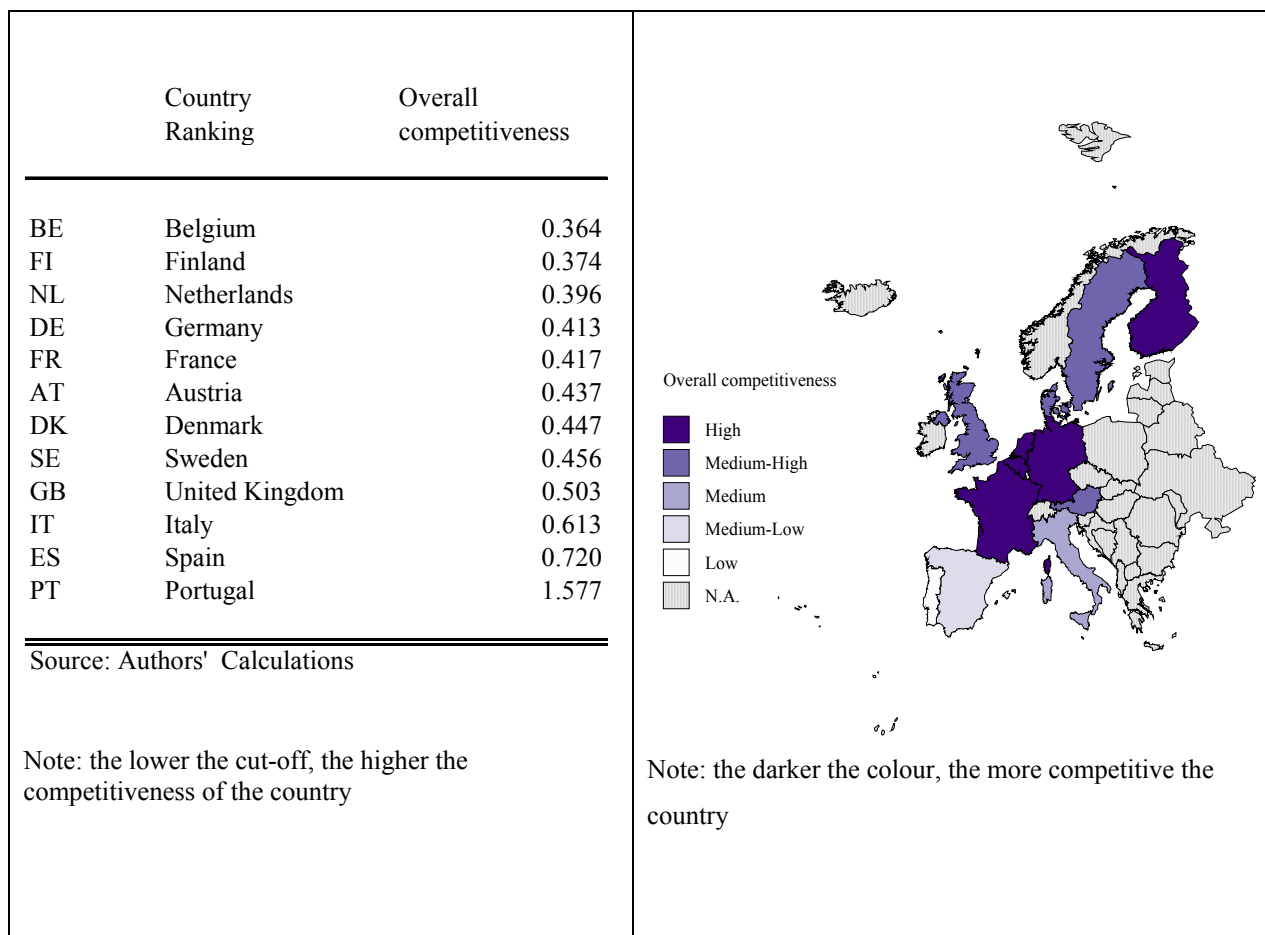 Country Overall
Ranking competitiveness
BE Belgium 0.364
FI Finland 0.374
NL Netherlands 0.396
DE Germany 0.413
FR France 0.417
AT Austria 0.437
DK Denmark 0.447
SE Sweden 0.456
GB United Kingdom 0.503
IT Italy 0.613
ES Spain 0.720
PT Portugal 1.577
Source: Authors' Calculations
Note: the lower the cut-off, the higher the
competitiveness of the country
Overall competitiveness
High
Medium-High
Medium
Medium-Low
Low
N.A.
Note: the darker the colour, the more competitive the
country